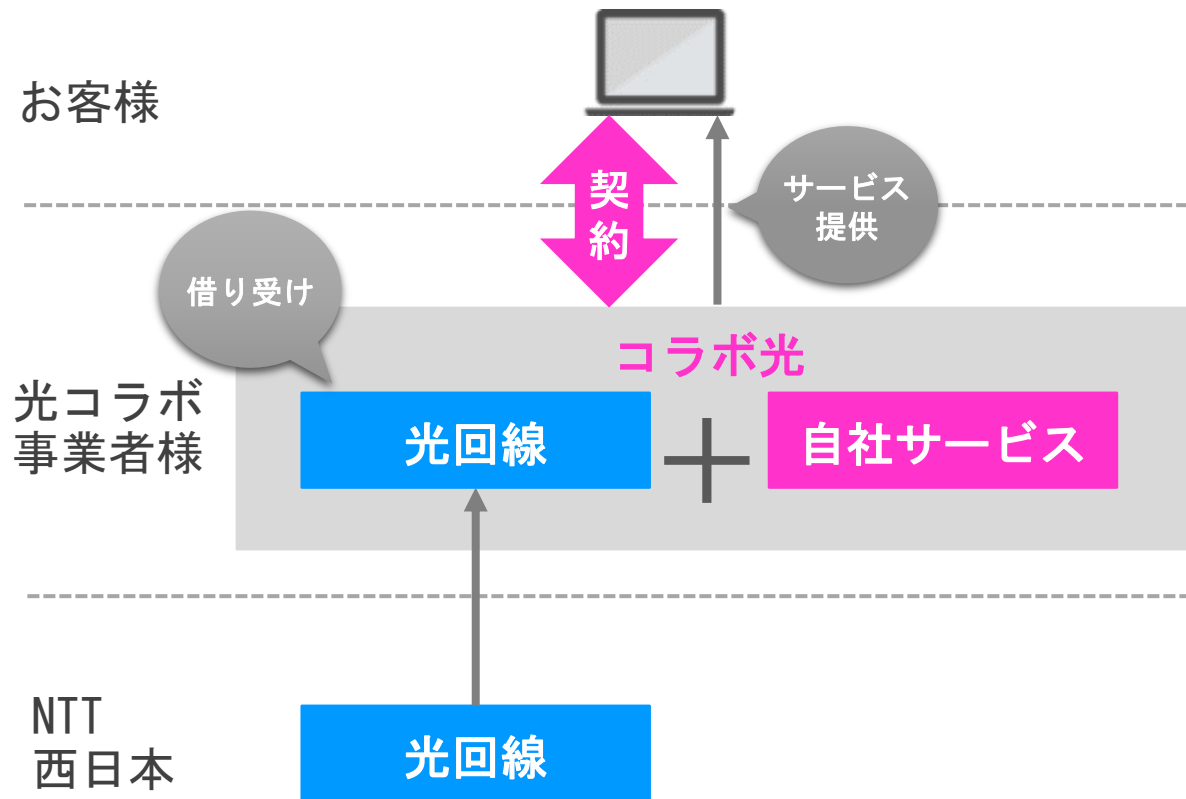 お客様
契
約
サービス
提供
借り受け
コラボ光
光コラボ
事業者様
光回線
自社サービス
NTT
西日本
光回線